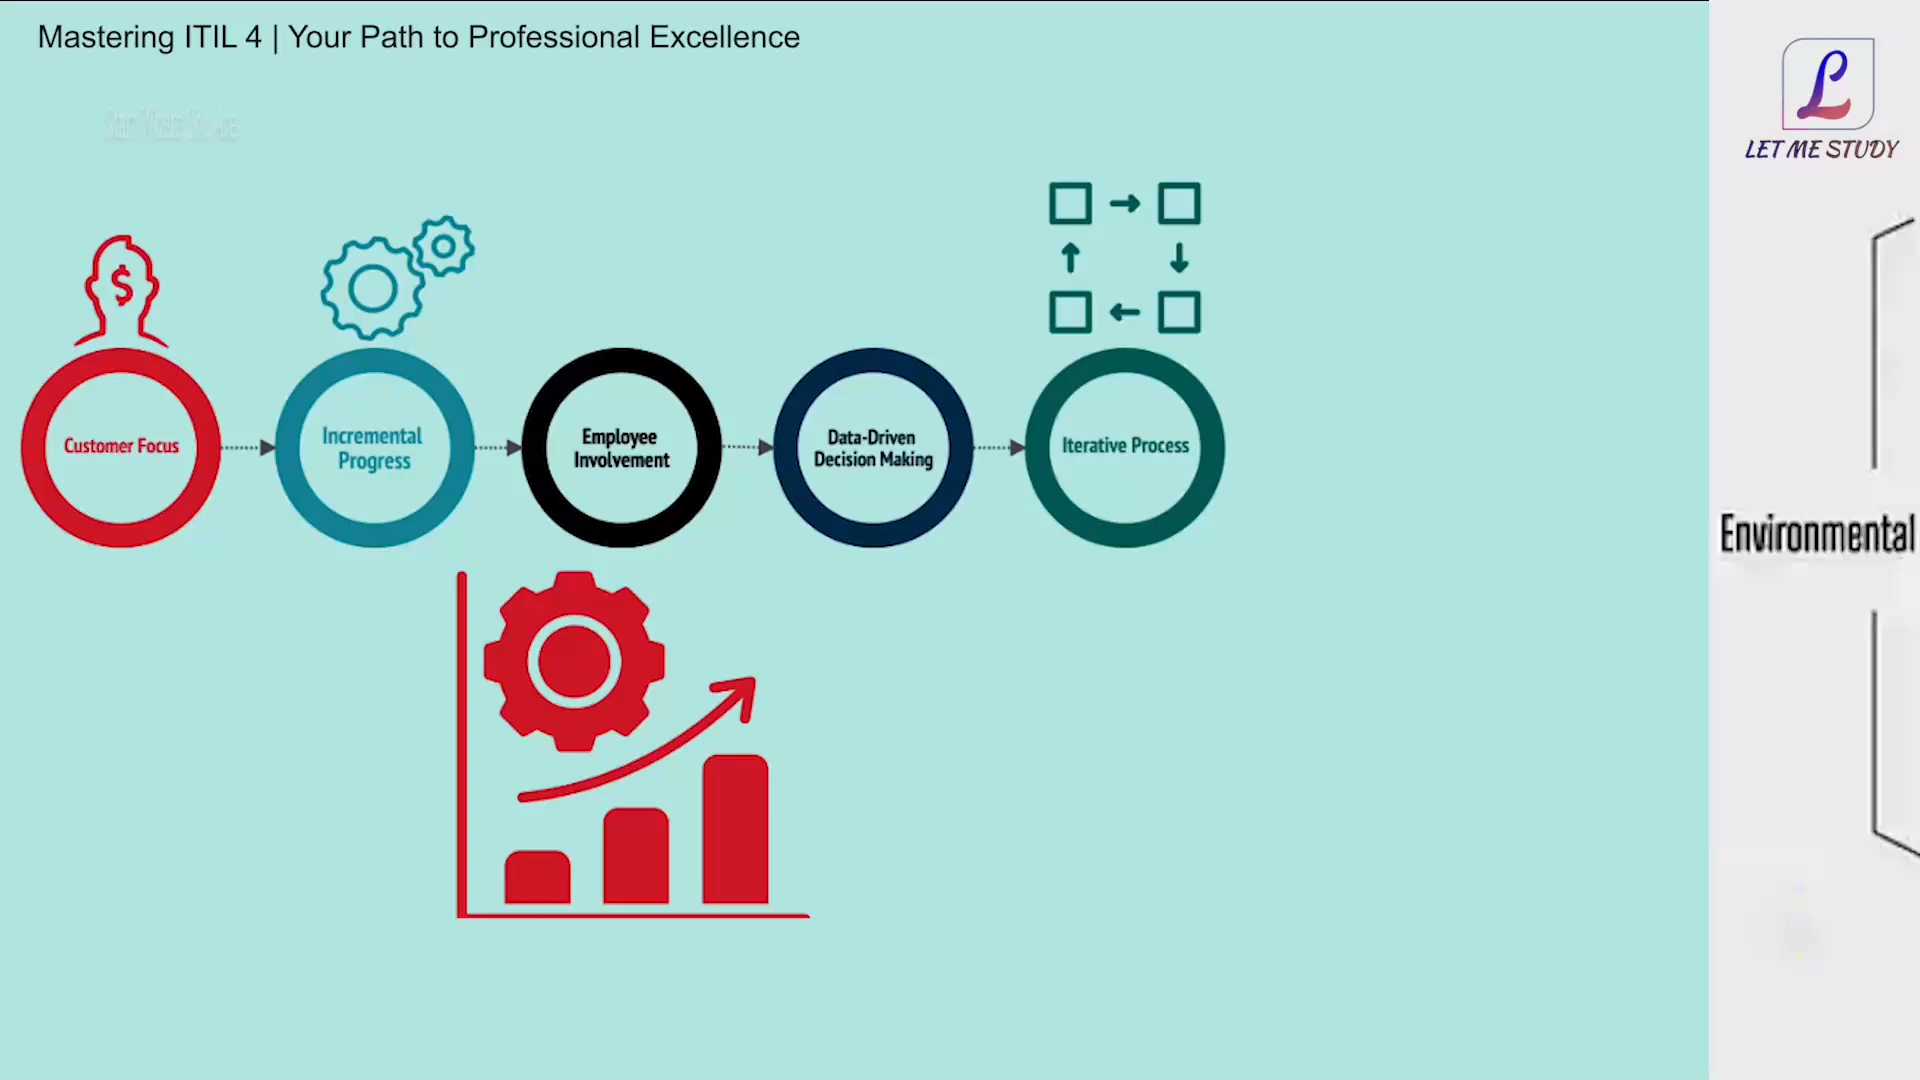 Mastering ITIL 4 | Your Path to Professional Excellence
LET ME STUDY
$
Customer Focus
Incremental
Progress
Employee
Involvement
Data-Driven
Decision Making
Iterative Process
Environmental